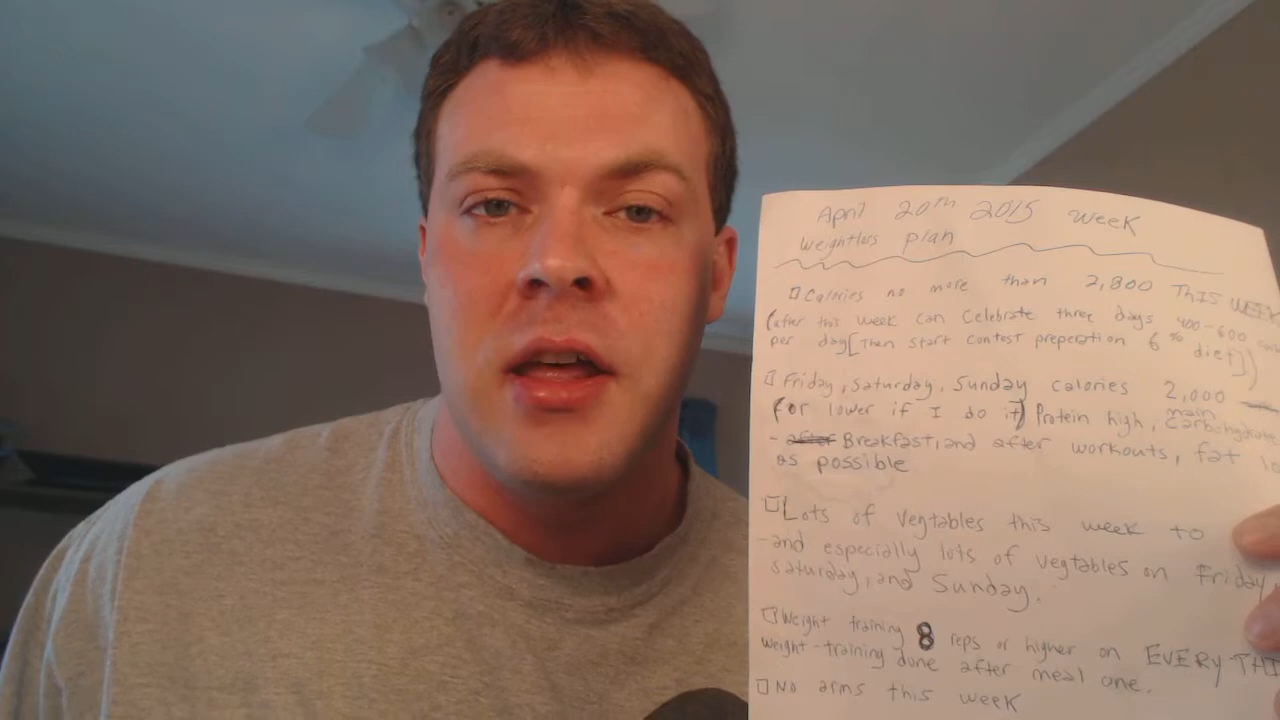 April 20th 2015 Week
Weightloss plan
Calories no more than 2,800 THIS WEEK
(after this week can celebrate three days 400-600
per day[Then start contest preperation 6% diet])
Friday, Saturday, Sunday calories 2,000
(or lower if I do it) Protein high, main carbohydrate
- after Breakfast, and after workouts, fat
as possible
Lots of vegtables this week to
-and especially lots of vegtables on Friday,
saturday, and Sunday.
Weight training 8 reps or higher on EVERY THI
weight-training done after meal one.
No arms this week